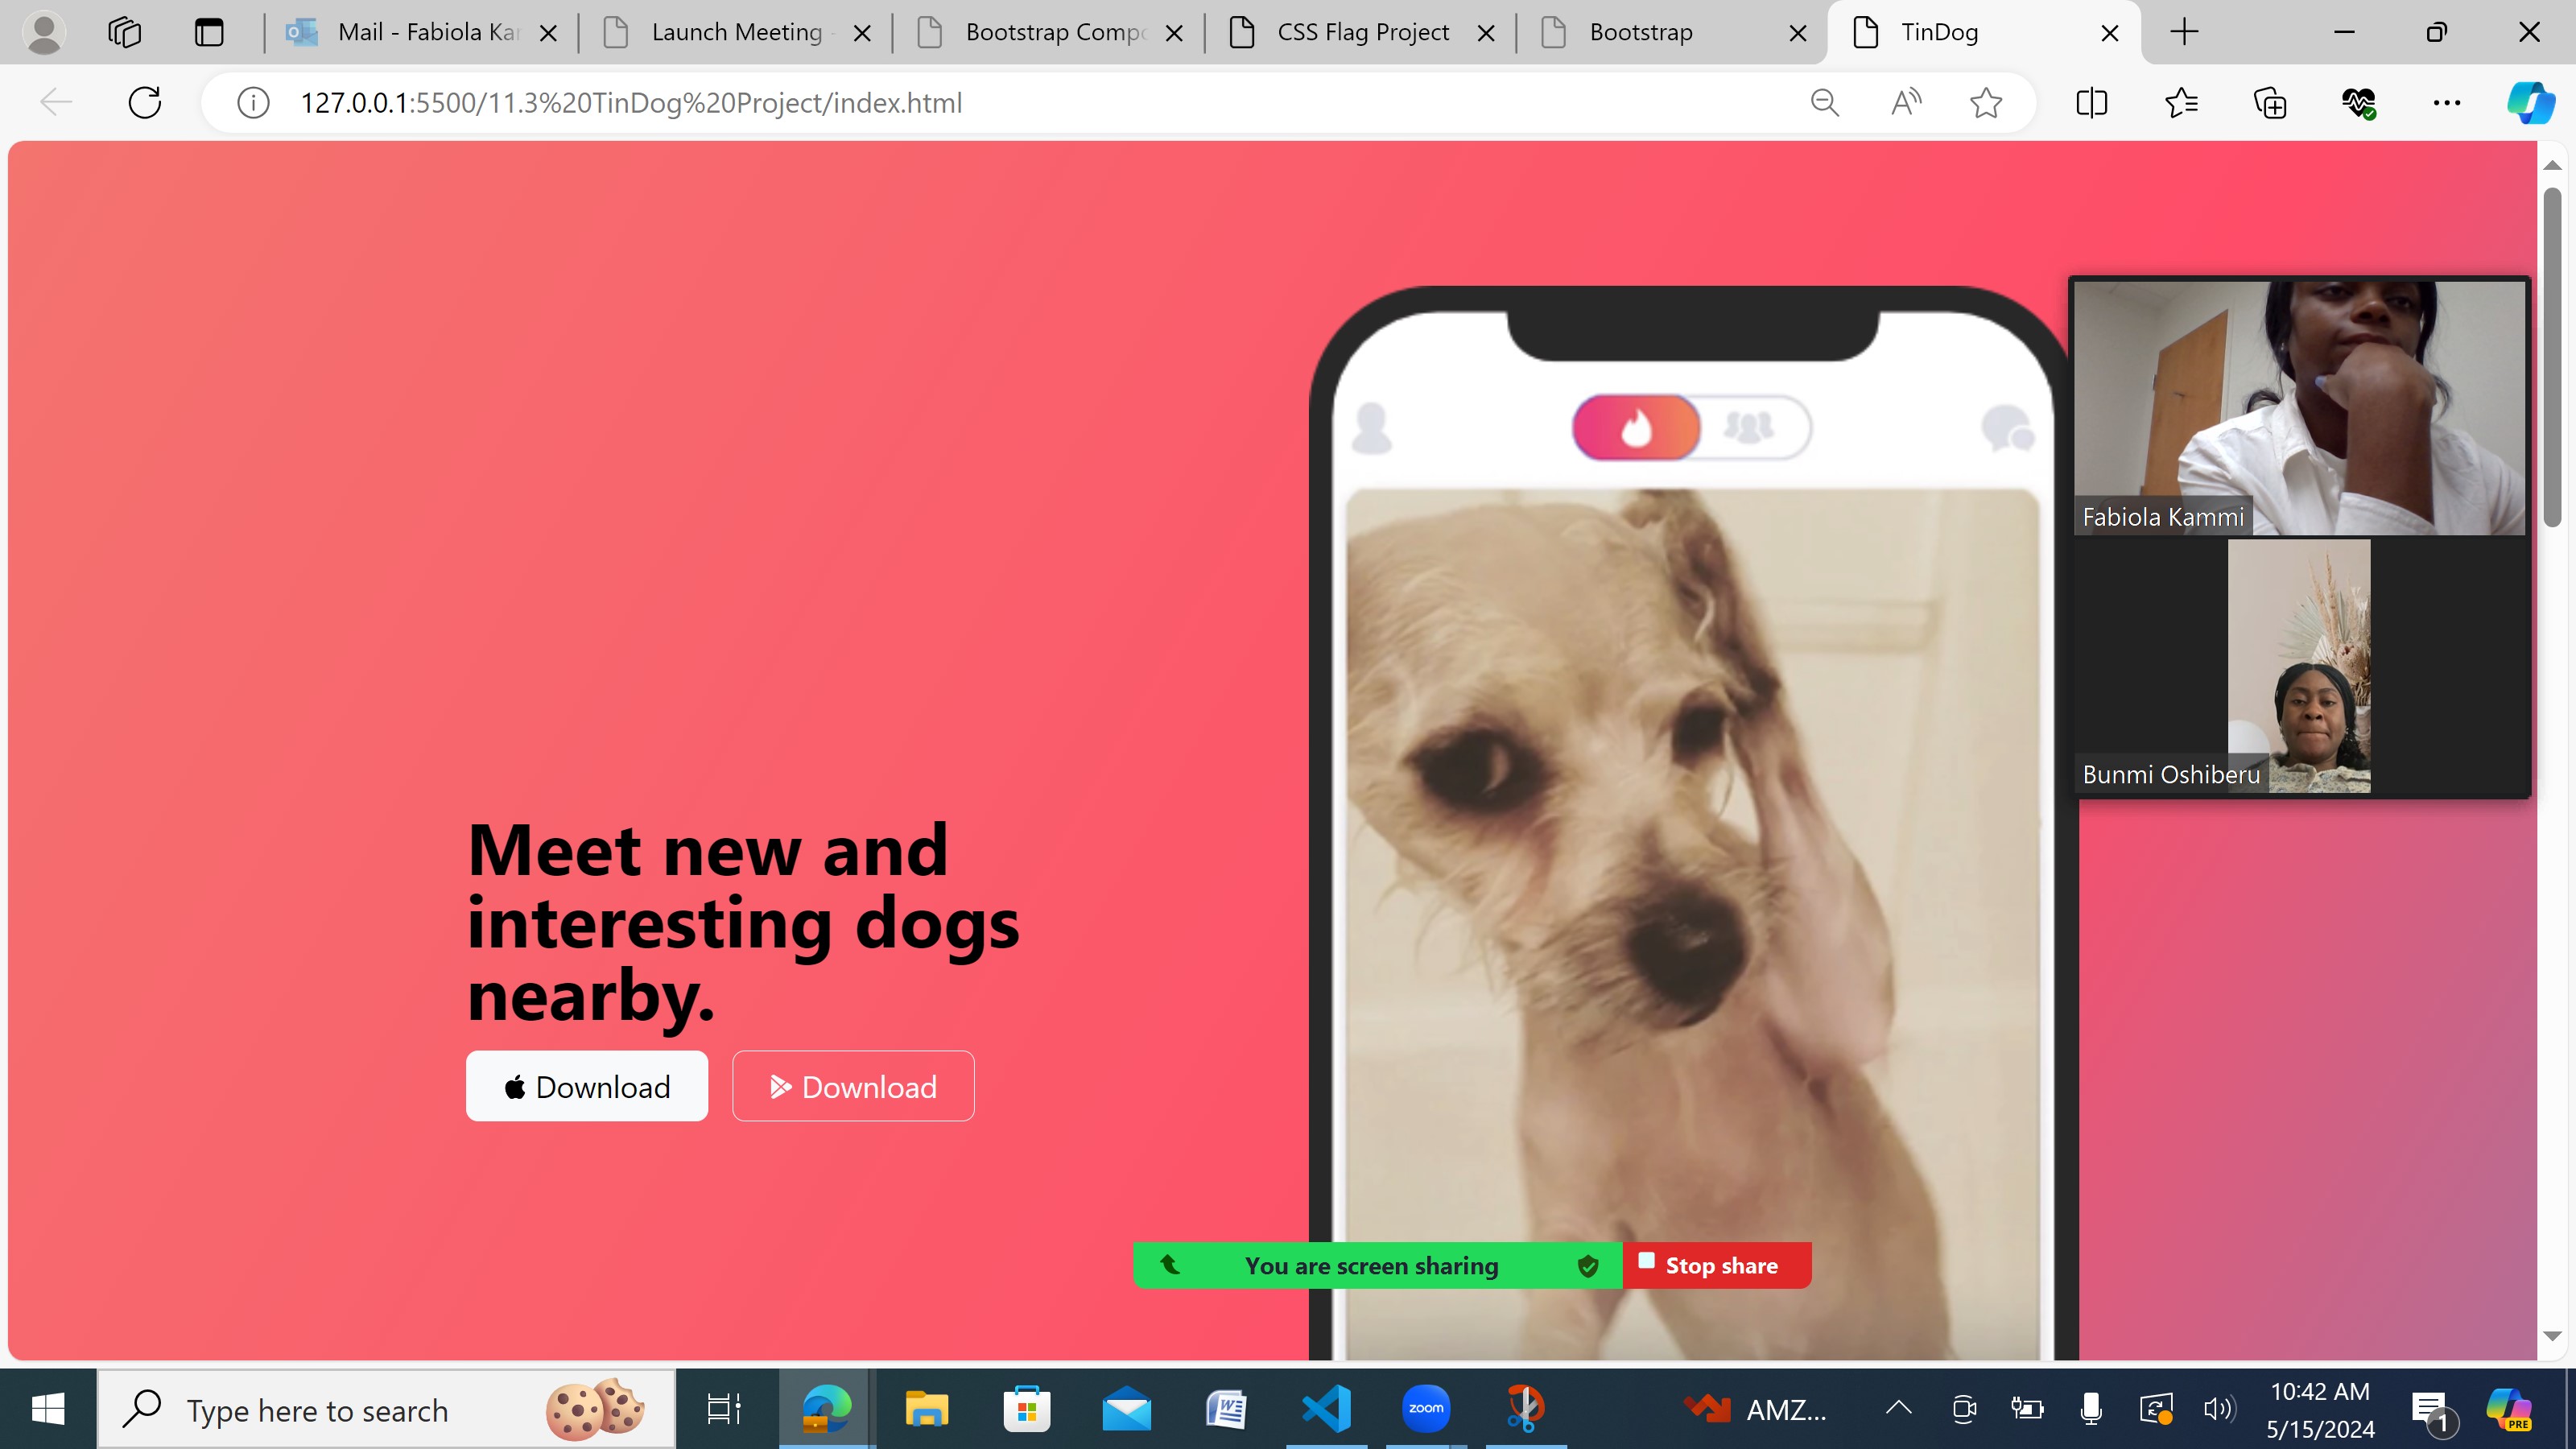 Mail - Fabiola Kar
Launch Meeting -
Bootstrap Compo
CSS Flag Project
Bootstrap
TinDog
127.0.0.1:5500/11.3%20TinDog%20Project/index.html
Fabiola Kammi
Bunmi Oshiberu
Meet new and
interesting dogs
nearby.
Download
Download
You are screen sharing
Stop share
Type here to search
zoom
AMZ...
10:42 AM
5/15/2024
1
PRE